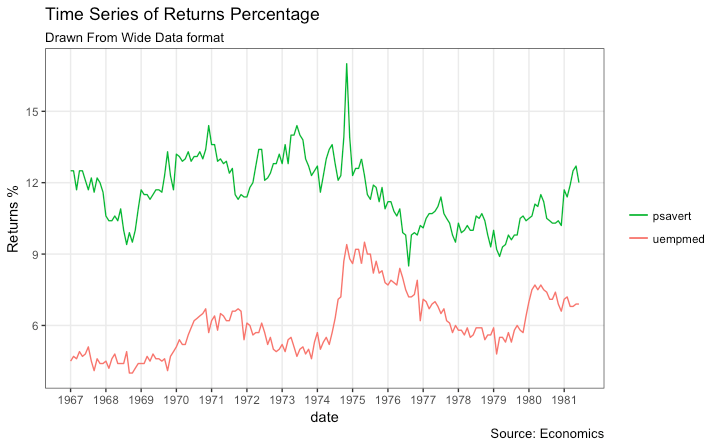 Time Series of Returns Percentage
Drawn From Wide Data format
Returns %
15
12
9
6
1967 1968 1969 1970 1971 1972 1973 1974 1975 1976 1977 1978 1979 1980 1981
date
psavert
uempmed
Source: Economics